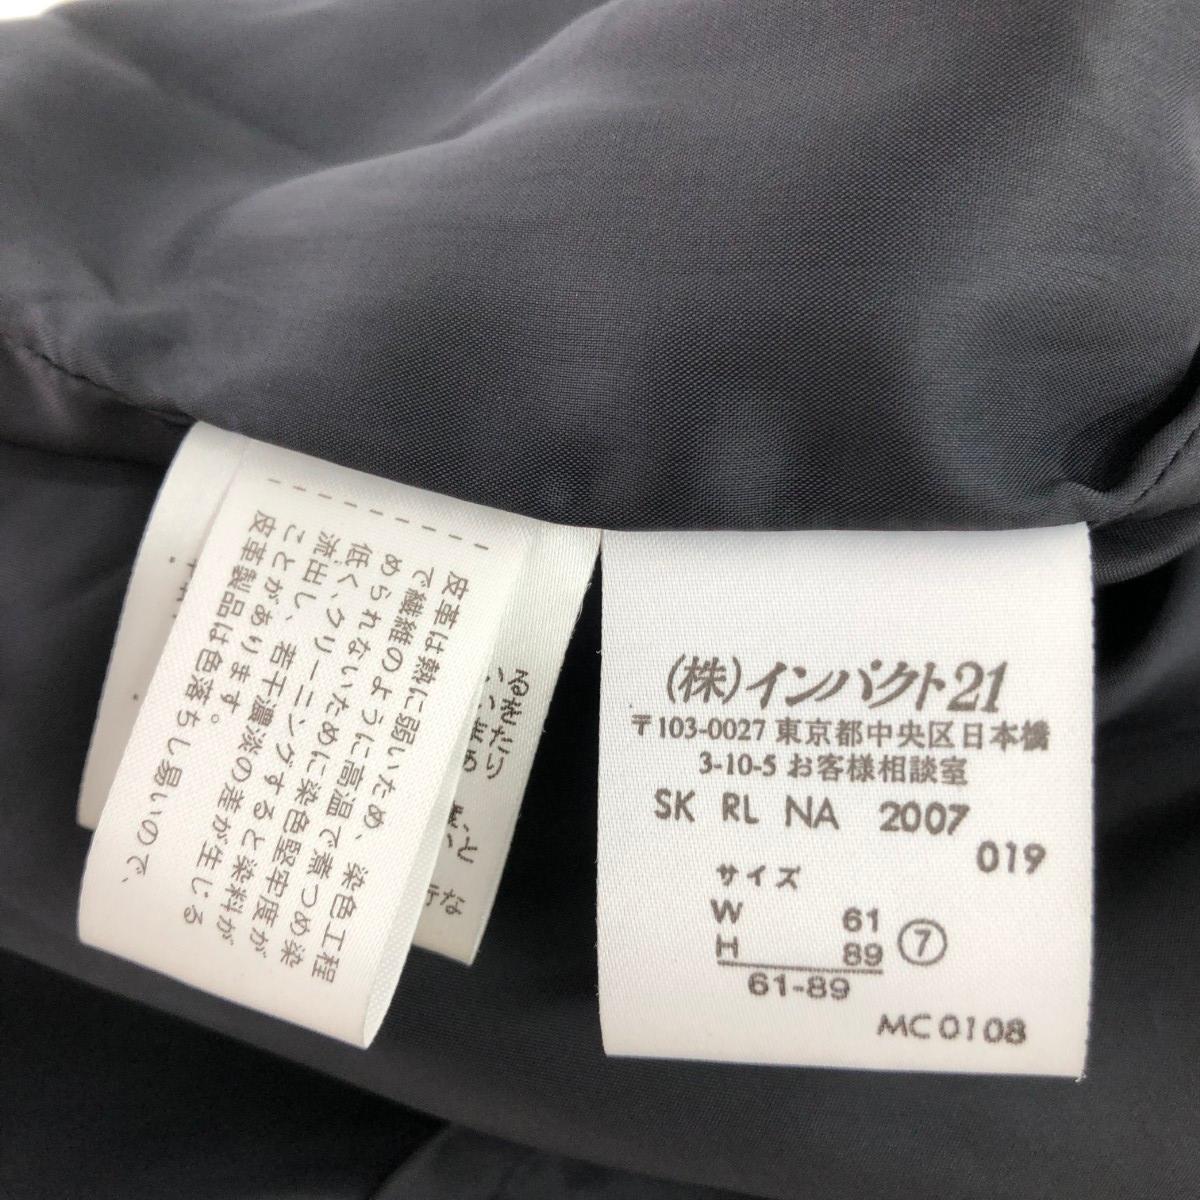 皮革は熱に弱いため、染色工程
で繊維のように高温で煮つめ染
められないために染色堅牢度が
低く、クリーニングすると染料が
流出し、若干濃淡の差が生じる
ことがあります。
皮革製品は色落ちし易いので、
(株)インパクト21
〒103-0027 東京都中央区日本橋
3-10-5 お客様相談室
SK RL NA 2007
019
サイズ
W 61
H 89
⑦
61-89
MC0108